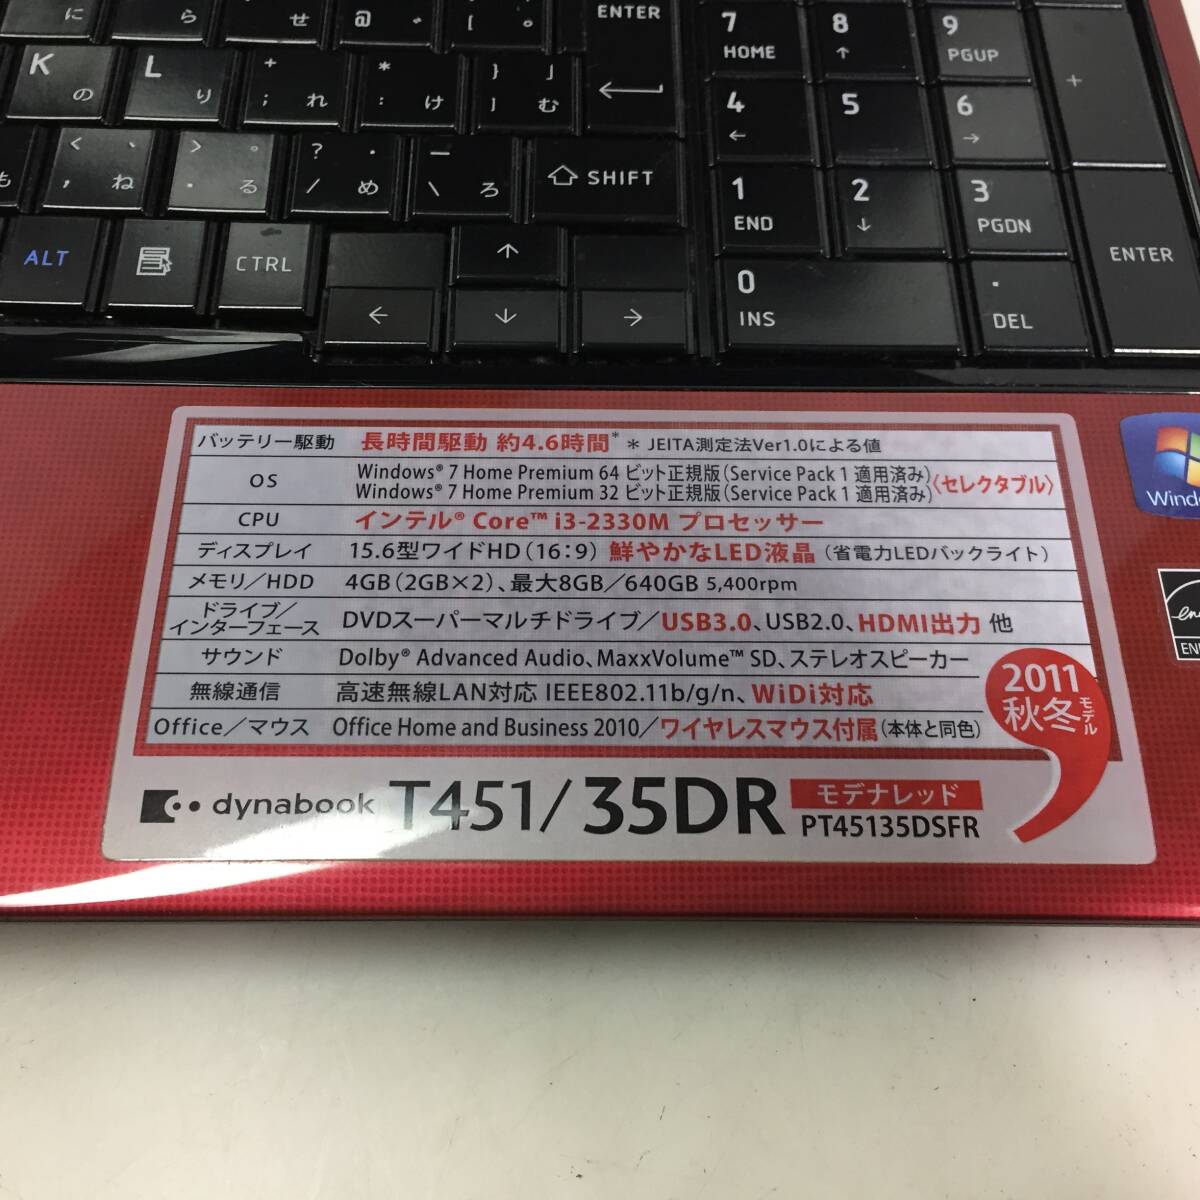 に り せ @ ゛ [ ゜ ENTER 7 HOME 8 ↑ 9 PGUP +
K の L り + ; れ * : け } 」 ] む 4 ← 5 6 →
も < 、 , ね > 。 . る ? ・ / め _ \ ろ SHIFT 1 END 2 ↓ 3 PGDN ENTER
ALT CTRL ↑ 0 INS . DEL
← ↓ →
バッテリー駆動 長時間駆動 約4.6時間* * JEITA測定法Ver1.0による値
OS Windows® 7 Home Premium 64 ビット正規版(Service Pack 1 適用済み)
Windows® 7 Home Premium 32 ビット正規版(Service Pack 1 適用済み)〈セレクタブル〉
CPU インテル® Core™ i3-2330M プロセッサー
ディスプレイ 15.6型ワイドHD(16:9) 鮮やかなLED液晶(省電力LEDバックライト)
メモリ/HDD 4GB(2GB×2)、最大8GB/640GB 5,400rpm
ドライブ/
インターフェース DVDスーパーマルチドライブ/USB3.0、USB2.0、HDMI出力 他
サウンド Dolby® Advanced Audio、MaxxVolume™ SD、ステレオスピーカー
無線通信 高速無線LAN対応 IEEE802.11b/g/n、WiDi対応
Office/マウス Office Home and Business 2010/ワイヤレスマウス付属(本体と同色)
2011
秋冬モデル
dynabook T451/35DR モデナレッド
PT45135DSFR